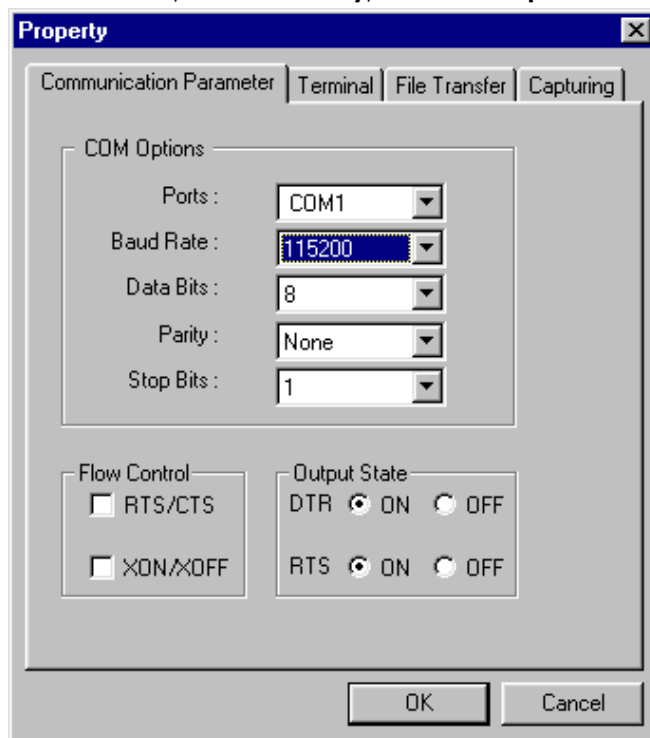 Property
Communication Parameter Terminal File Transfer Capturing
COM Options
Ports : COM1
Baud Rate : 115200
Data Bits : 8
Parity : None
Stop Bits : 1
Flow Control
RTS/CTS
XON/XOFF
Output State
DTR ON OFF
RTS ON OFF
OK Cancel